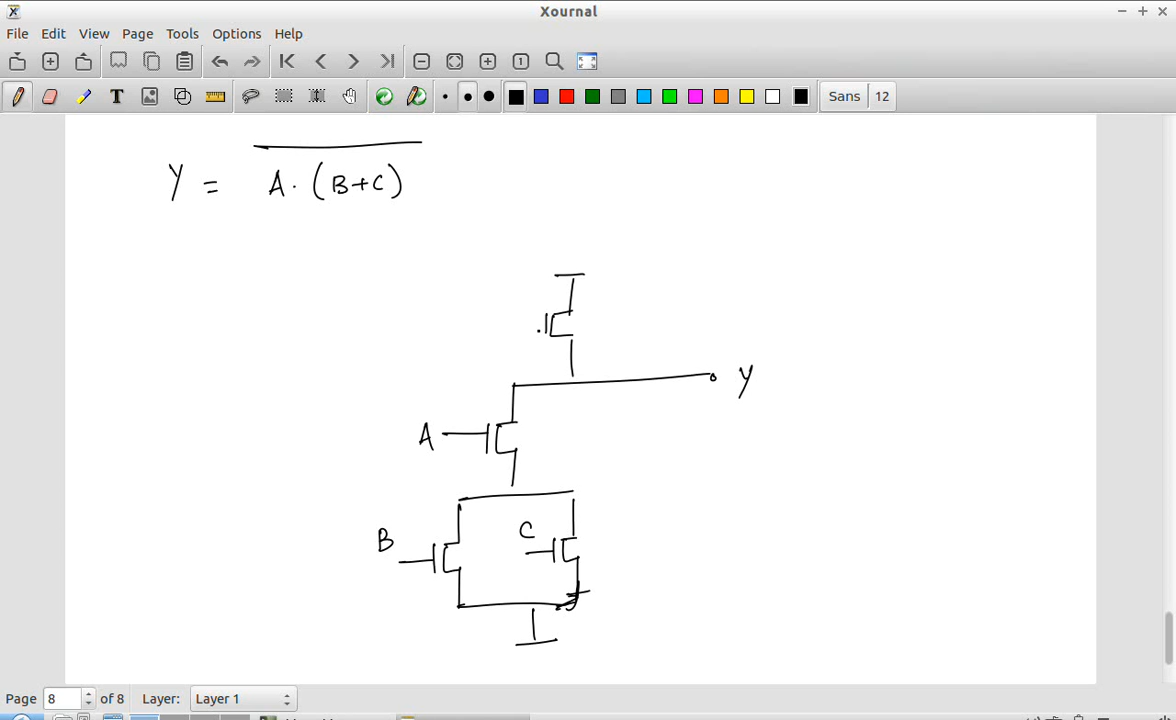 Xournal
File Edit View Page Tools Options Help
Sans 12
Y = A. (B+C)
Y
A
C
B
Page 8 of 8 Layer: Layer 1